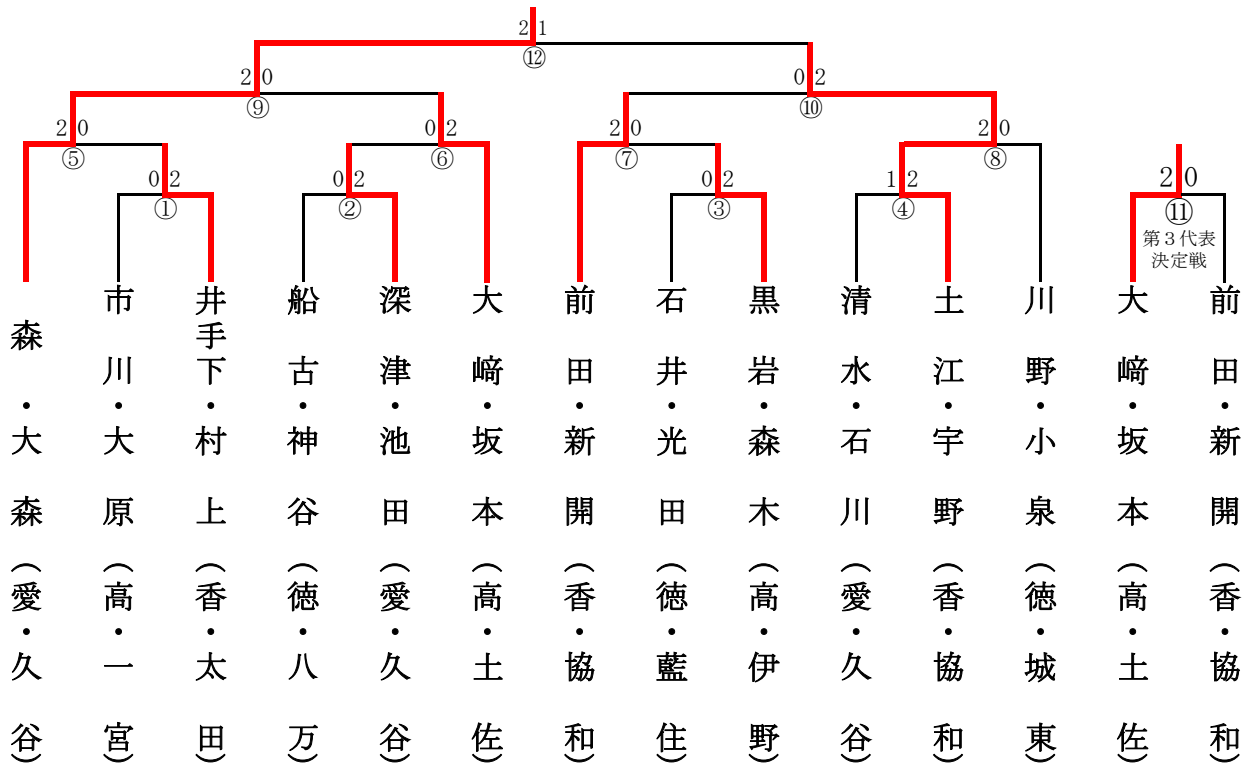 2 1
⑫
2 0
⑨
0 2
⑩
2 0
⑤
0 2
⑥
2 0
⑦
2 0
⑧
0 2
①
0 2
②
0 2
③
1 2
④
2 0
⑪
第３代表
決定戦
森・大森（愛・久谷）
市川・大原（高・一宮）
井手下・村上（香・太田）
船古・神谷（徳・八万）
深津・池田（愛・久谷）
大﨑・坂本（高・土佐）
前田・新開（香・協和）
石井・光田（徳・藍住）
黒岩・森木（高・伊野）
清水・石川（愛・久谷）
土江・宇野（香・協和）
川野・小泉（徳・城東）
大﨑・坂本（高・土佐）
前田・新開（香・協和）